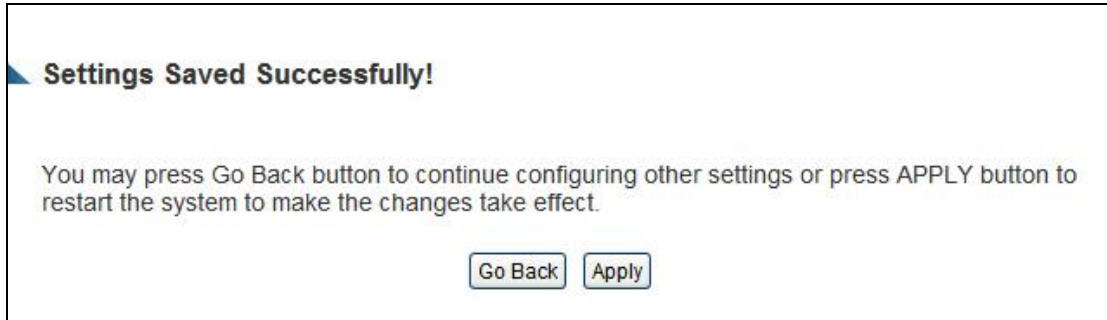 Settings Saved Successfully!
You may press Go Back button to continue configuring other settings or press APPLY button to
restart the system to make the changes take effect.
Go Back Apply